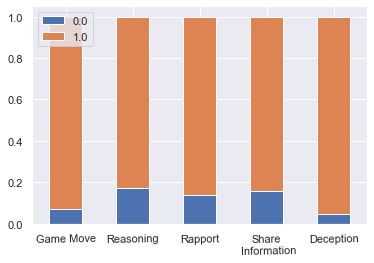 1.0
0.8
0.6
0.4
0.2
0.0
0.0
1.0
Game Move
Reasoning
Rapport
Share
Information
Deception